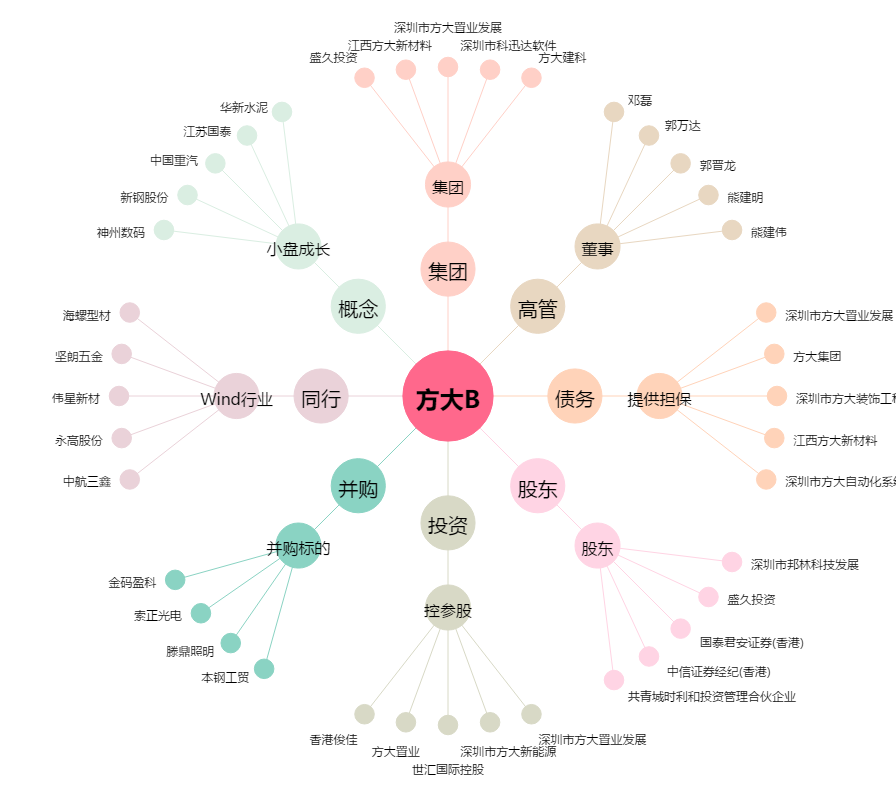 深圳市方大置业发展
江西方大新材料
深圳市科迅达软件
盛久投资
方大建科
集团
集团
邓磊
郭万达
郭晋龙
熊建明
熊建伟
董事
高管
华新水泥
江苏国泰
中国重汽
新钢股份
神州数码
小盘成长
概念
海螺型材
坚朗五金
伟星新材
永高股份
中航三鑫
Wind行业
同行
方大B
债务
提供担保
深圳市方大置业发展
方大集团
深圳市方大装饰工程
江西方大新材料
深圳市方大自动化系统
并购
并购标的
金码盈科
索正光电
滕鼎照明
本钢工贸
投资
控参股
香港俊佳
方大置业
世汇国际控股
深圳市方大新能源
深圳市方大置业发展
股东
股东
深圳市邦林科技发展
盛久投资
国泰君安证券(香港)
中信证券经纪(香港)
共青城时利和投资管理合伙企业